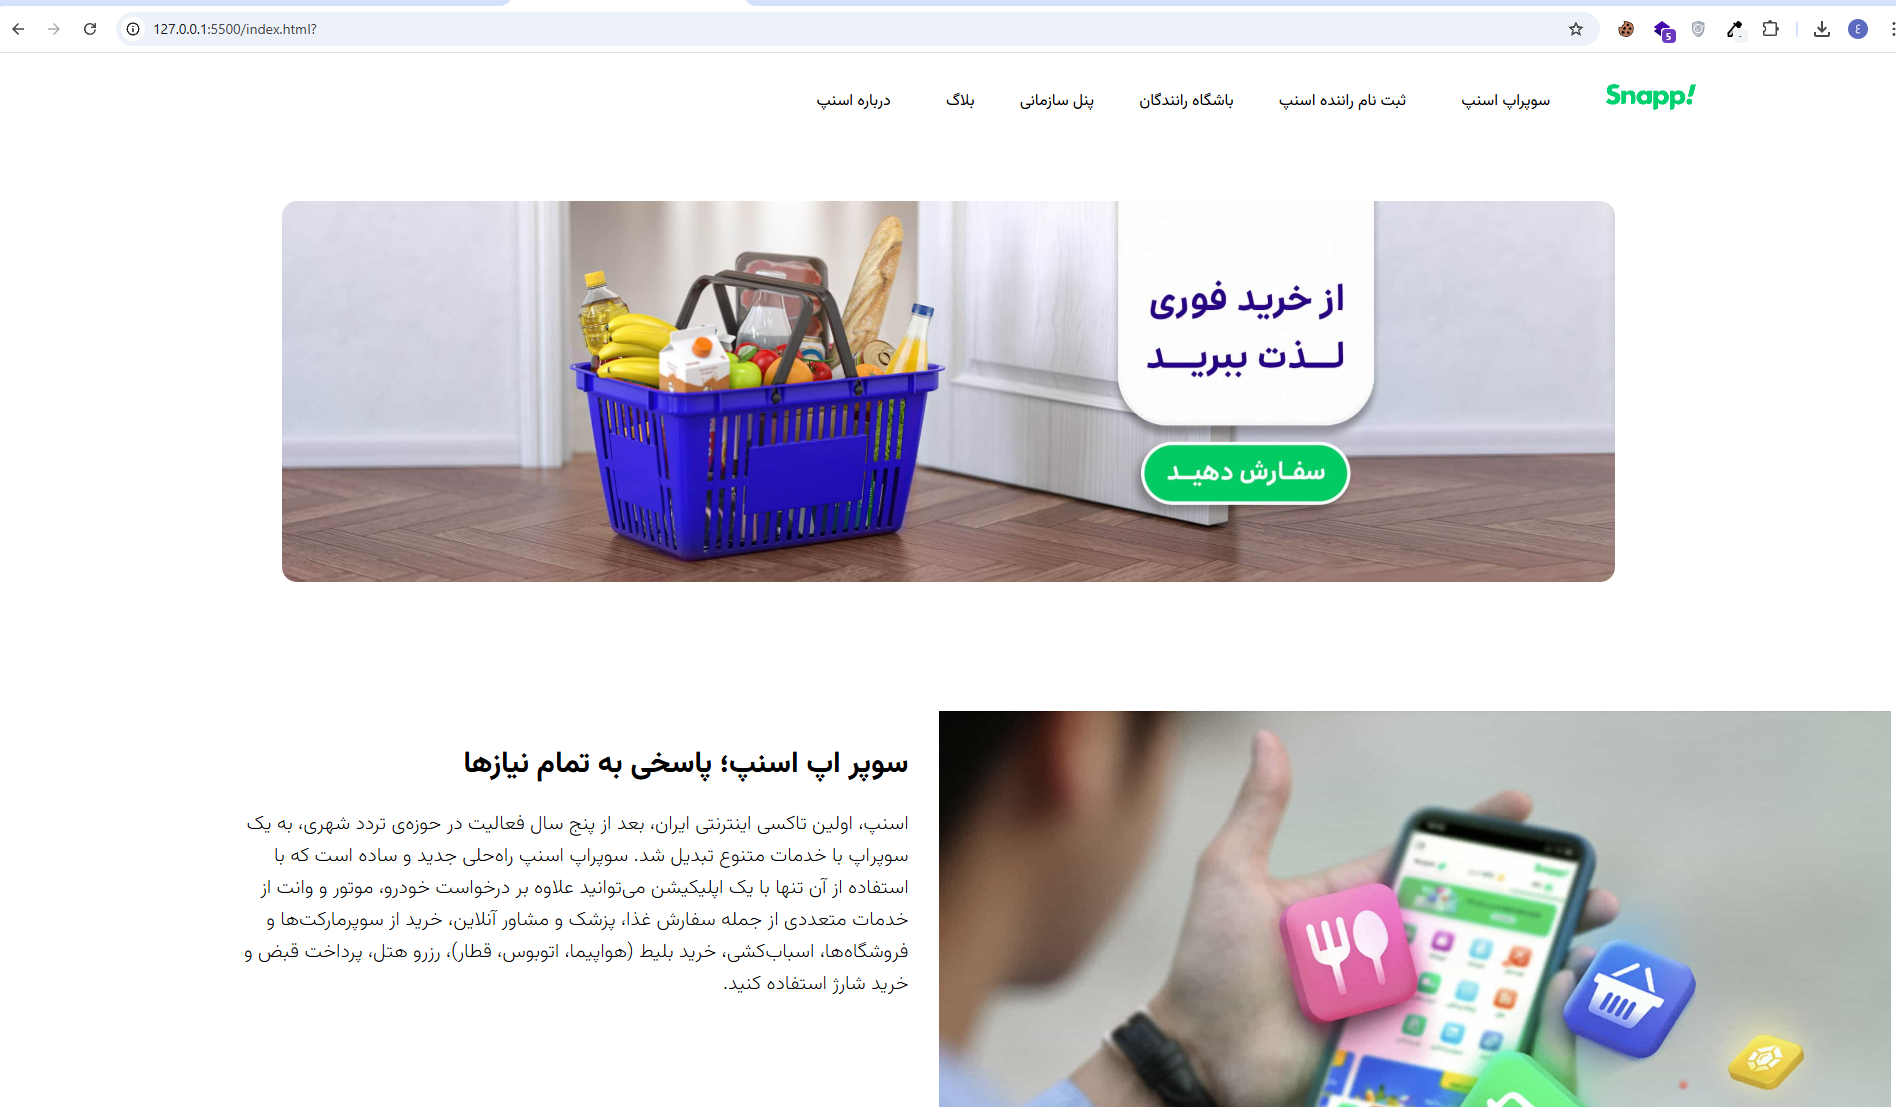 127.0.0.1:5500/index.html?
5
ع
Snapp!
سوپراپ اسنپ
ثبت نام راننده اسنپ
باشگاه رانندگان
پنل سازمانی
بلاگ
درباره اسنپ
از خرید فوری
لـــذت ببریـــد
سفـارش دهیـد
سوپر اپ اسنپ؛ پاسخی به تمام نیازها
اسنپ، اولین تاکسی اینترنتی ایران، بعد از پنج سال فعالیت در حوزه‌ی تردد شهری، به یک
سوپراپ با خدمات متنوع تبدیل شد. سوپراپ اسنپ راه‌حلی جدید و ساده است که با
استفاده از آن تنها با یک اپلیکیشن می‌توانید علاوه بر درخواست خودرو، موتور و وانت از
خدمات متعددی از جمله سفارش غذا، پزشک و مشاور آنلاین، خرید از سوپرمارکت‌ها و
فروشگاه‌ها، اسباب‌کشی، خرید بلیط (هواپیما، اتوبوس، قطار)، رزرو هتل، پرداخت قبض و
خرید شارژ استفاده کنید.